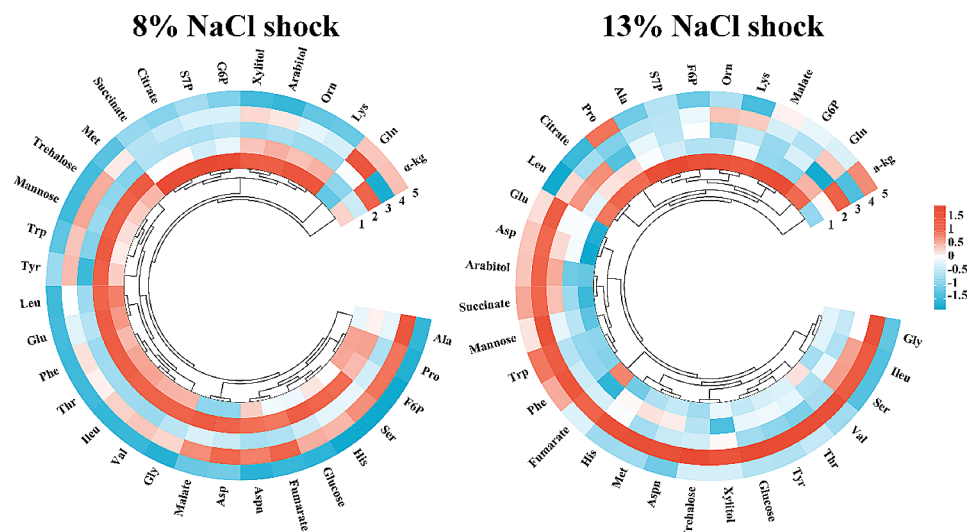 8% NaCl shock
13% NaCl shock
α-kg
Gln
Lys
Orn
Arabitol
Xylitol
G6P
S7P
Citrate
Succinate
Met
Trehalose
Mannose
Trp
Tyr
Leu
Glu
Phe
Thr
Ileu
Val
Gly
Malate
Asp
Aspn
Fumarate
Glucose
His
Ser
F6P
Pro
Ala
1
2
3
4
5
a-kg
Gln
G6P
Malate
Lys
Orn
F6P
S7P
Ala
Pro
Citrate
Leu
Glu
Asp
Arabitol
Succinate
Mannose
Trp
Phe
Fumarate
His
Met
Aspn
Trehalose
Xylitol
Glucose
Tyr
Thr
Val
Ser
Ileu
Gly
1
2
3
4
5
1.5
1
0.5
0
-0.5
-1
-1.5